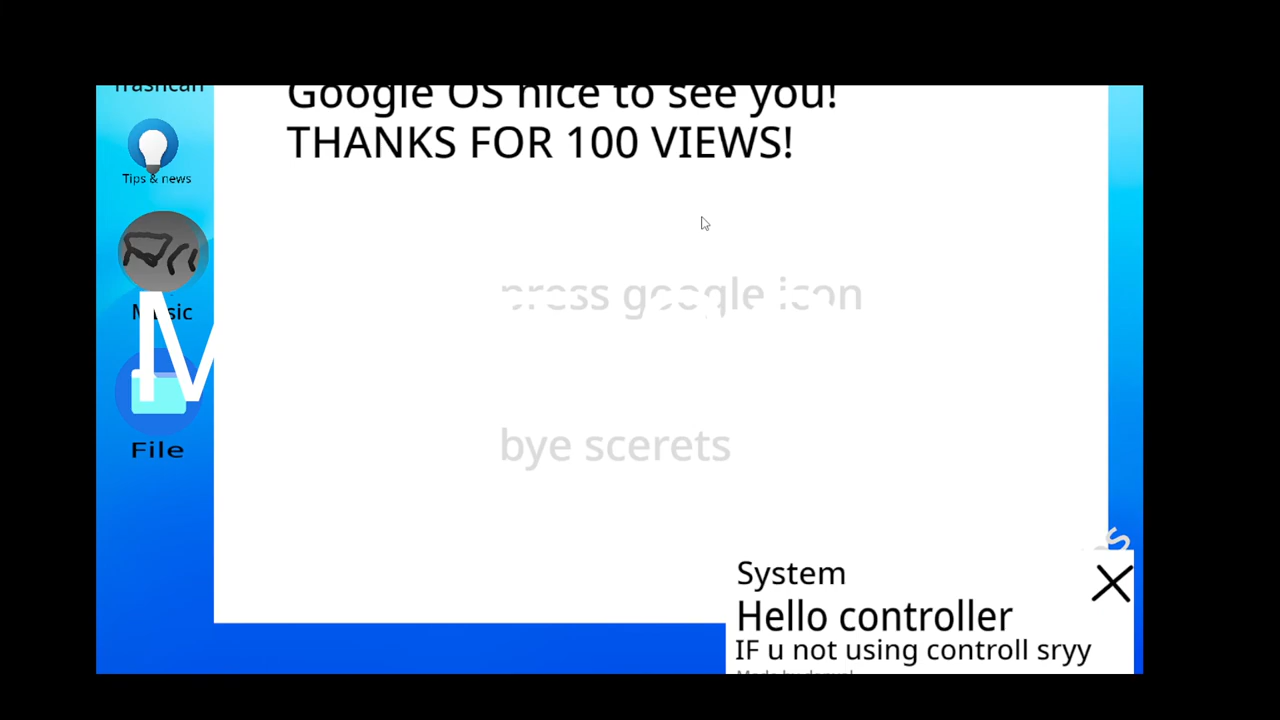 Trashcan
Google OS nice to see you!
THANKS FOR 100 VIEWS!
Tips & news
press google icon
Music
M
File
bye scerets
System
Hello controller
IF u not using controll sryy